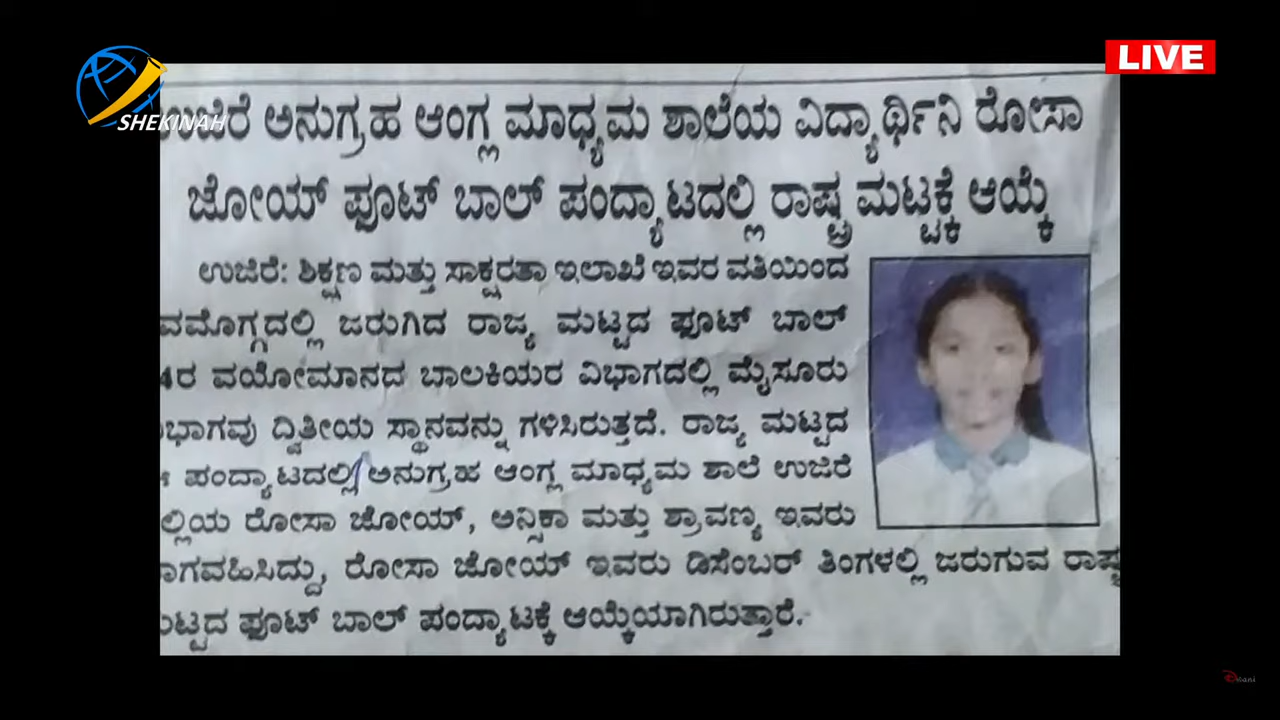 SHEKINAH
LIVE
ಉಜಿರೆ ಅನುಗ್ರಹ ಆಂಗ್ಲ ಮಾಧ್ಯಮ ಶಾಲೆಯ ವಿದ್ಯಾರ್ಥಿನಿ ರೋಸಾ
ಜೋಯ್ ಫೂಟ್ ಬಾಲ್ ಪಂದ್ಯಾಟದಲ್ಲಿ ರಾಷ್ಟ್ರ ಮಟ್ಟಕ್ಕೆ ಆಯ್ಕೆ
ಉಜಿರೆ: ಶಿಕ್ಷಣ ಮತ್ತು ಸಾಕ್ಷರತಾ ಇಲಾಖೆ ಇವರ ವತಿಯಿಂದ
ವಮೊಗ್ಗದಲ್ಲಿ ಜರುಗಿದ ರಾಜ್ಯ ಮಟ್ಟದ ಫೂಟ್ ಬಾಲ್
4ರ ವಯೋಮಾನದ ಬಾಲಕಿಯರ ವಿಭಾಗದಲ್ಲಿ ಮೈಸೂರು
ಭಾಗವು ದ್ವಿತೀಯ ಸ್ಥಾನವನ್ನು ಗಳಿಸಿರುತ್ತದೆ. ರಾಜ್ಯ ಮಟ್ಟದ
ಪಂದ್ಯಾಟದಲ್ಲಿ ಅನುಗ್ರಹ ಆಂಗ್ಲ ಮಾಧ್ಯಮ ಶಾಲೆ ಉಜಿರೆ
ಲ್ಲಿಯ ರೋಸಾ ಜೋಯ್, ಅನ್ಸಿಕಾ ಮತ್ತು ಶ್ರಾವಣ್ಯ ಇವರು
ಾಗವಹಿಸಿದ್ದು, ರೋಸಾ ಜೋಯ್ ಇವರು ಡಿಸೆಂಬರ್ ತಿಂಗಳಲ್ಲಿ ಜರುಗುವ ರಾಷ್ಟ್ರ
ಮಟ್ಟದ ಫೂಟ್ ಬಾಲ್ ಪಂದ್ಯಾಟಕ್ಕೆ ಆಯ್ಕೆಯಾಗಿರುತ್ತಾರೆ.